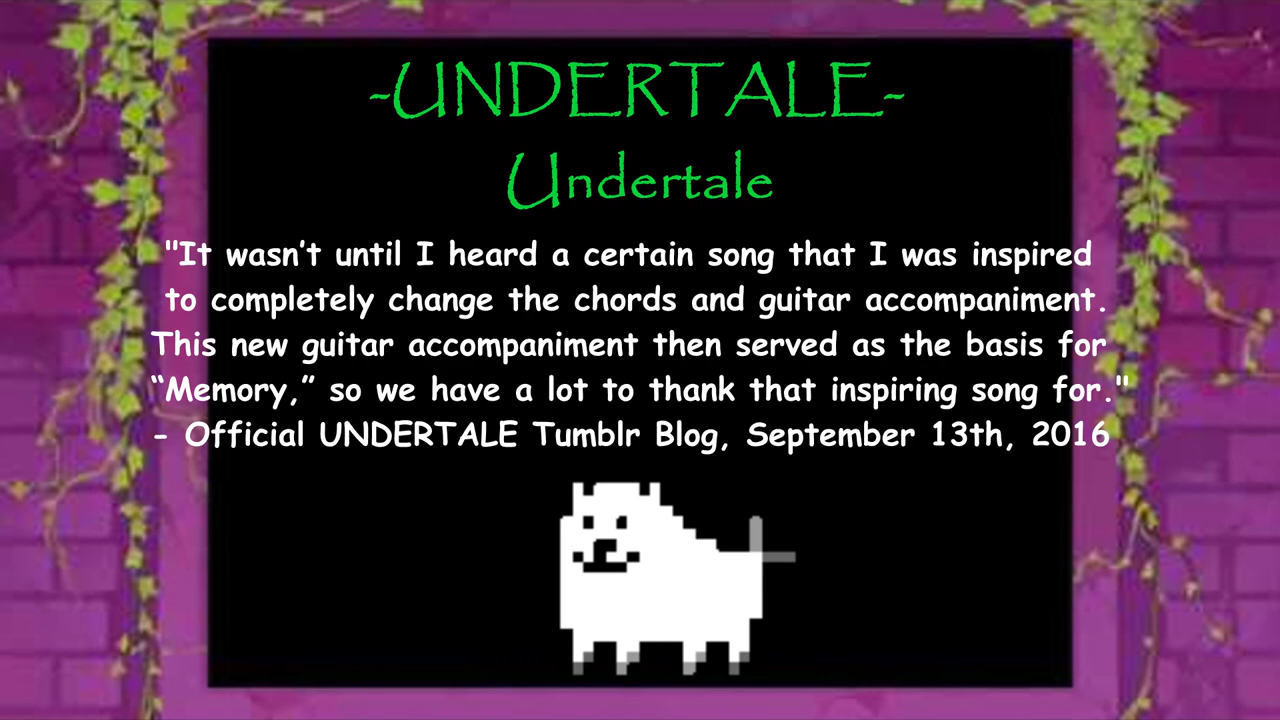 -UNDERTALE-
Undertale
"It wasn’t until I heard a certain song that I was inspired
to completely change the chords and guitar accompaniment.
This new guitar accompaniment then served as the basis for
“Memory,” so we have a lot to thank that inspiring song for."
- Official UNDERTALE Tumblr Blog, September 13th, 2016